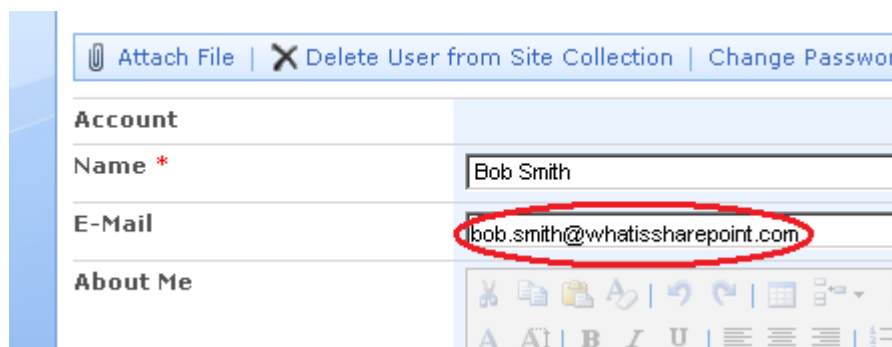 Attach File | Delete User from Site Collection | Change Passwor
Account
Name *
Bob Smith
E-Mail
bob.smith@whatissharepoint.com
About Me
A A B I U